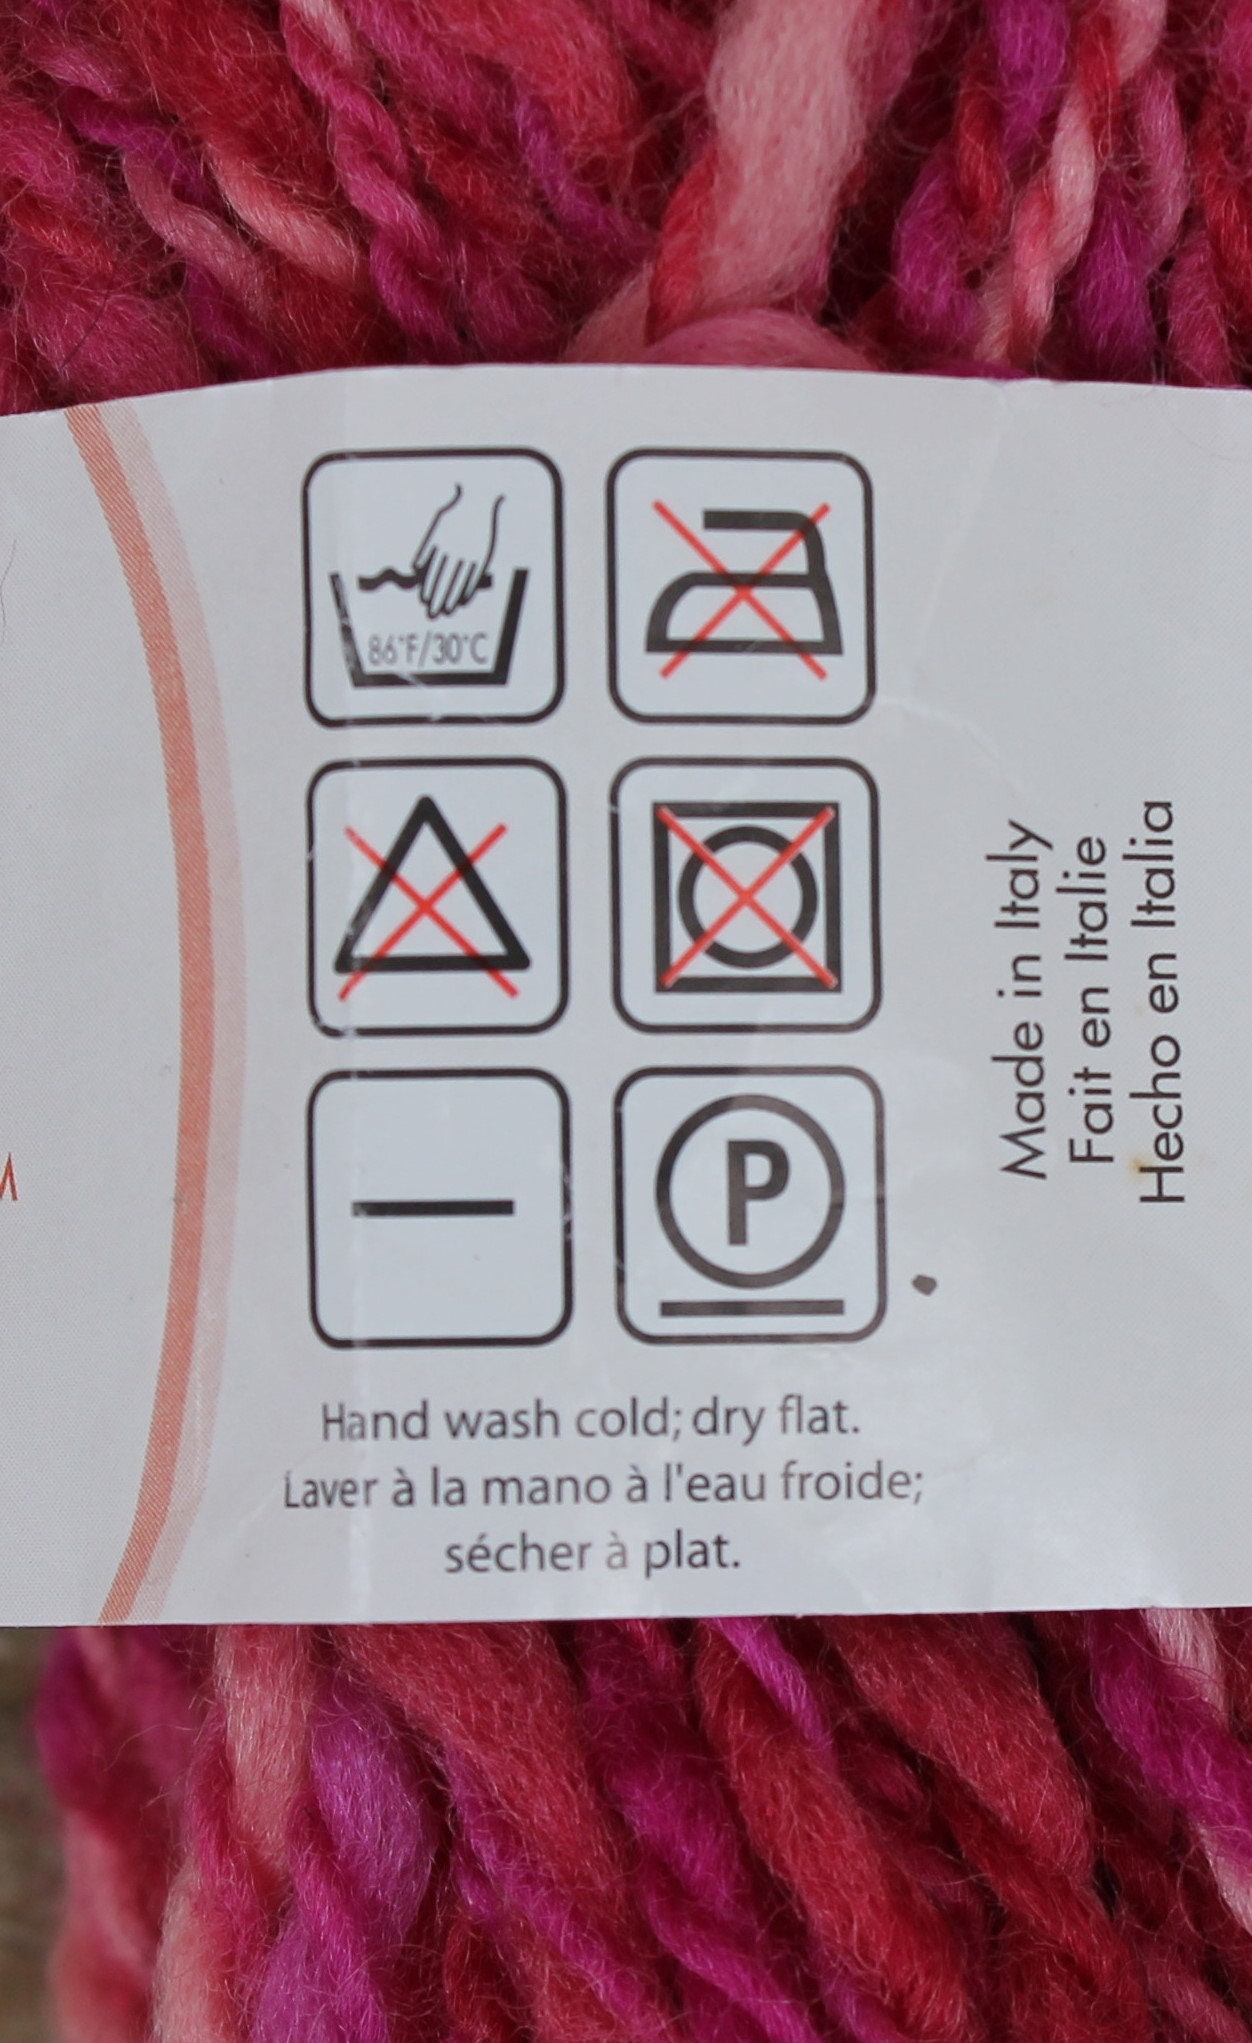 86°F/30°C
P
Hand wash cold; dry flat.
Laver à la mano à l'eau froide;
sécher à plat.
Made in Italy
Fait en Italie
Hecho en Italia